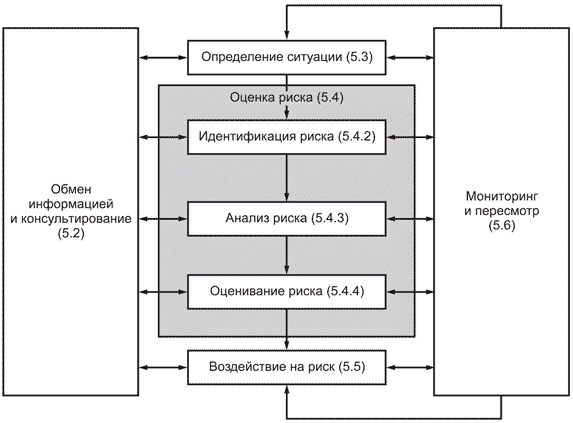 Определение ситуации (5.3)
Оценка риска (5.4)
Идентификация риска (5.4.2)
Обмен
информацией
и консультирование
(5.2)
Мониторинг
и пересмотр
(5.6)
Анализ риска (5.4.3)
Оценивание риска (5.4.4)
Воздействие на риск (5.5)